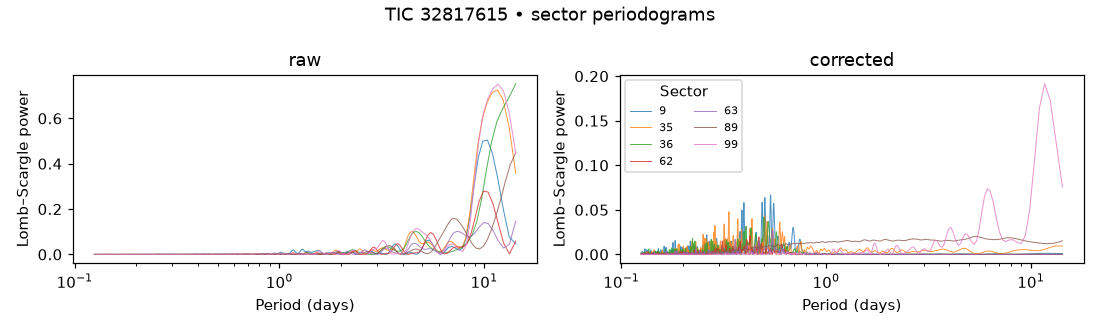 TIC 32817615 • sector periodograms
raw
Lomb–Scargle power
0.6
0.4
0.2
0.0
10⁻¹
10⁰
10¹
Period (days)
corrected
Lomb–Scargle power
0.20
0.15
0.10
0.05
0.00
Sector
9
35
36
62
63
89
99
10⁻¹
10⁰
10¹
Period (days)